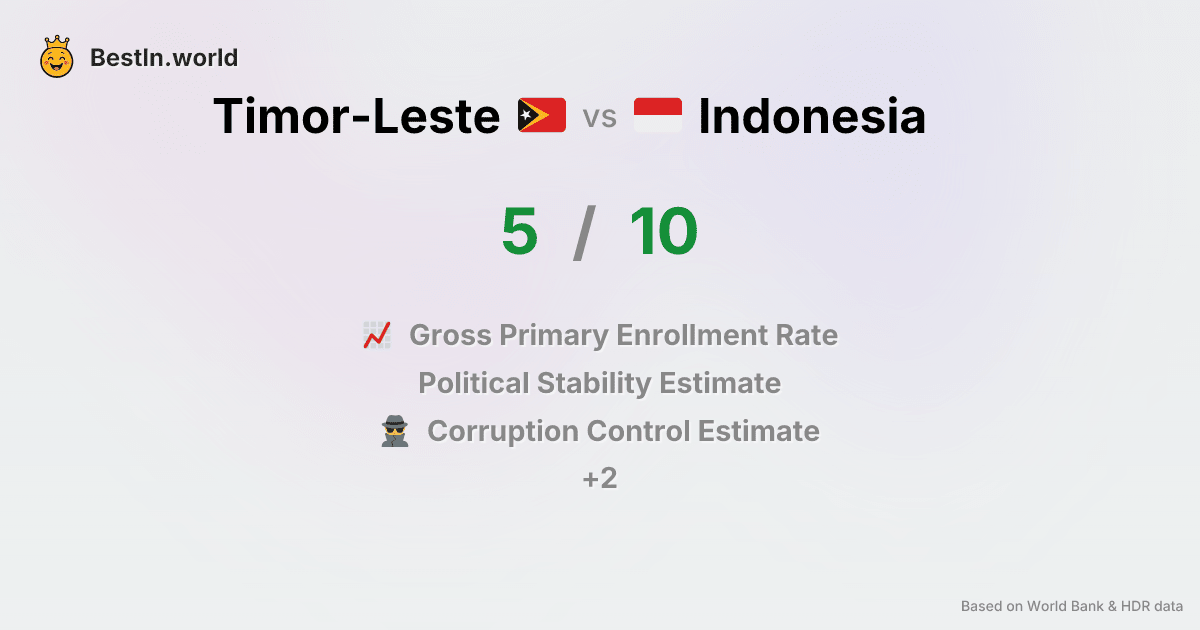 BestIn.world
Timor-Leste vs Indonesia
5 / 10
Gross Primary Enrollment Rate
Political Stability Estimate
Corruption Control Estimate
+2
Based on World Bank & HDR data